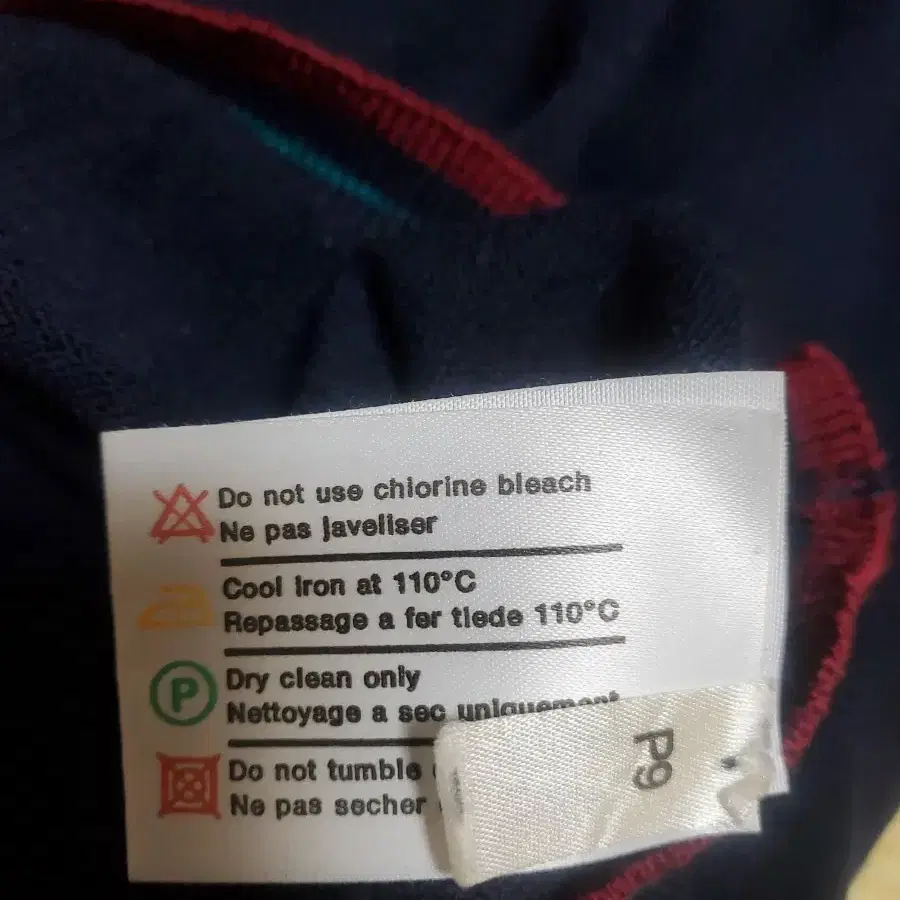 Do not use chlorine bleach
Ne pas javeliser
Cool iron at 110°C
Repassage a fer tiede 110°C
P
Dry clean only
Nettoyage a sec uniquement
Do not tumble
Ne pas secher
P9